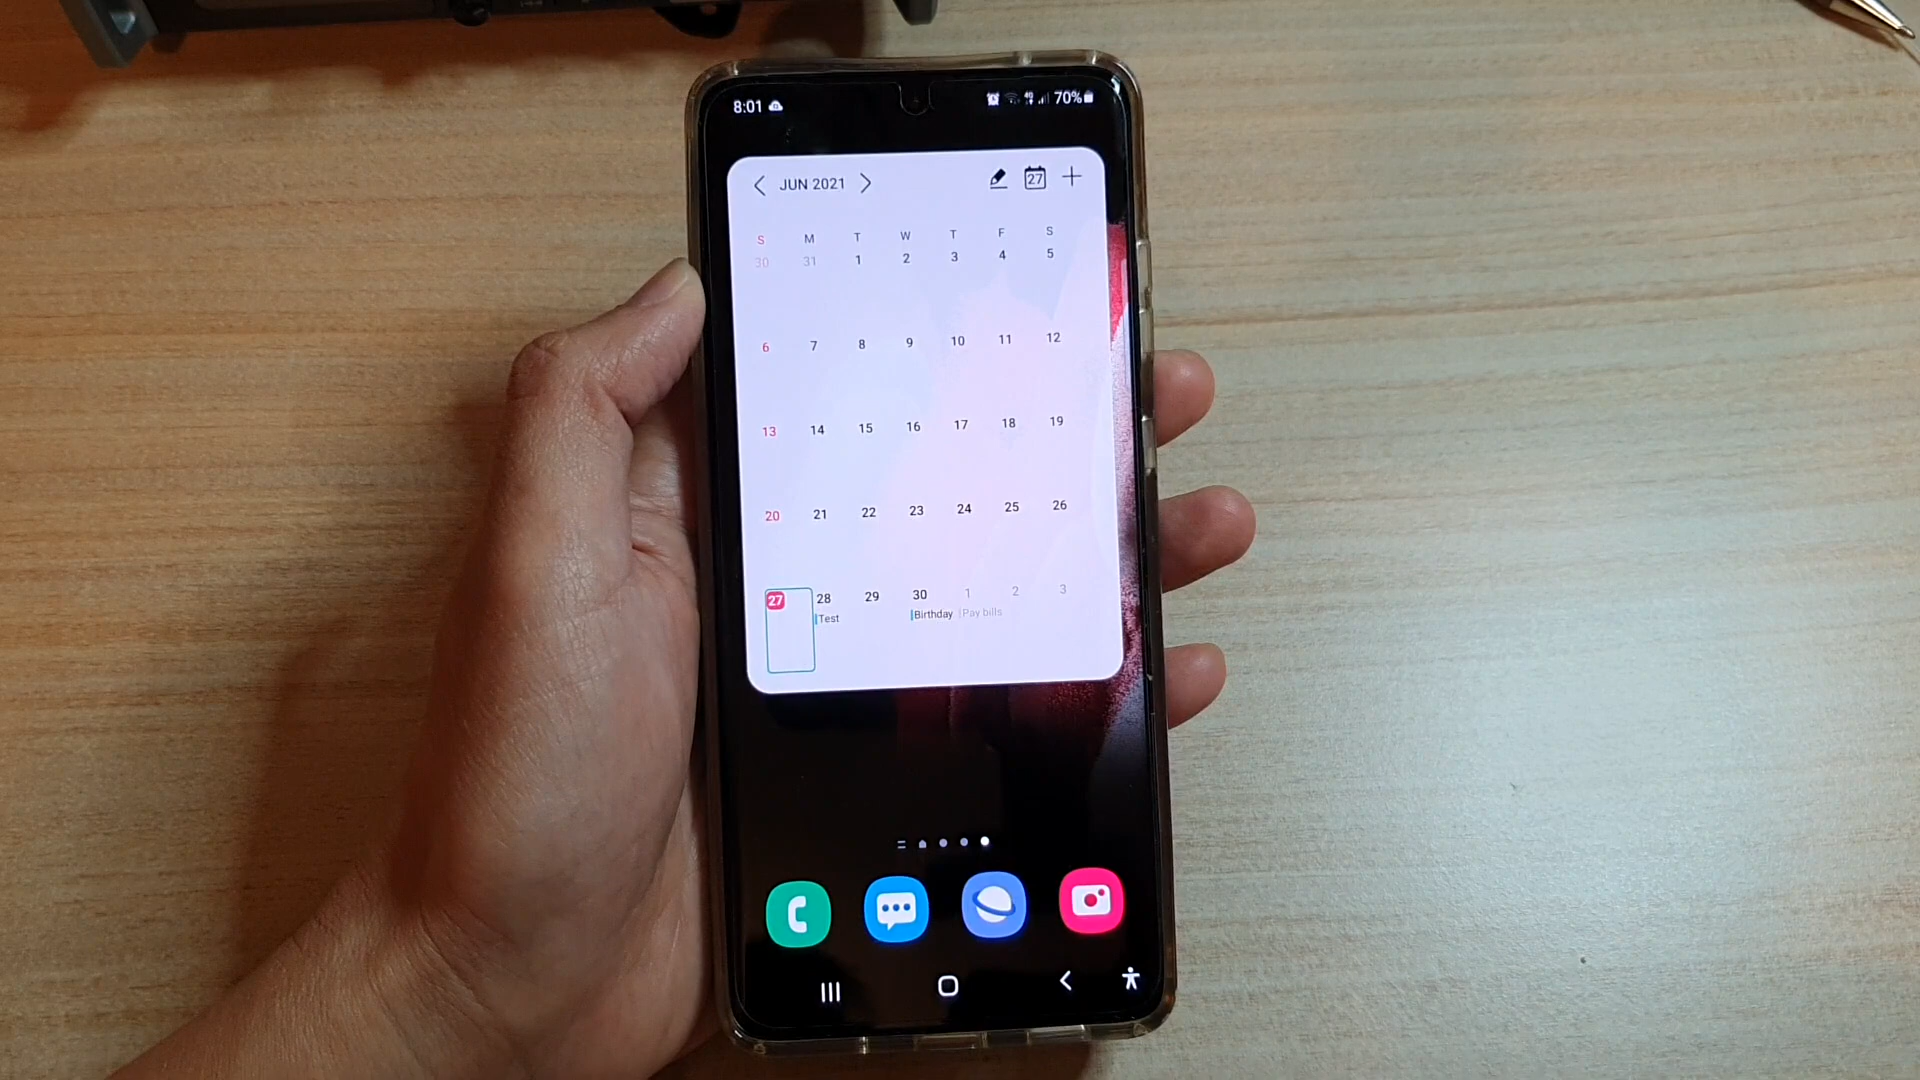 8:01 4G 70%
JUN 2021 27
S M T W T F S
30 31 1 2 3 4 5
6 7 8 9 10 11 12
13 14 15 16 17 18 19
20 21 22 23 24 25 26
27 28 29 30 1 2 3
Test Birthday Pay bills